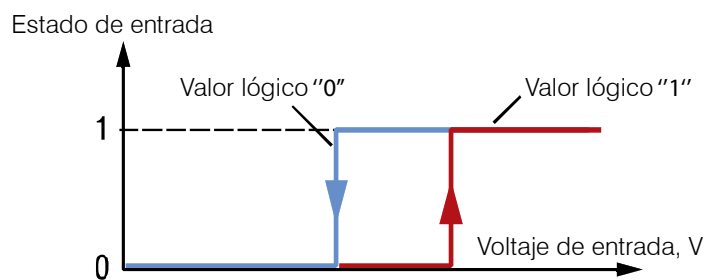 Estado de entrada
Valor lógico “0”
Valor lógico “1”
1
0
Voltaje de entrada, V